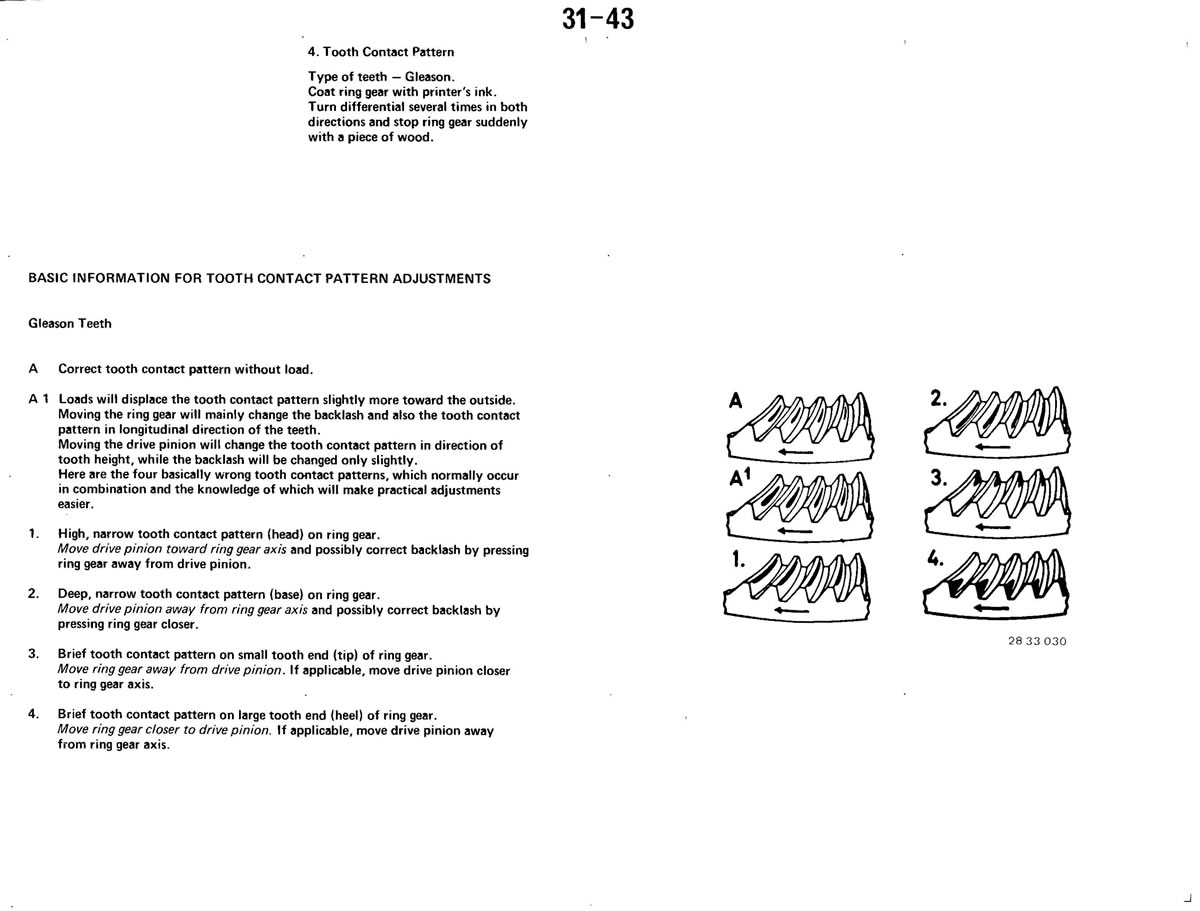 31-43
4. Tooth Contact Pattern
Type of teeth — Gleason.
Coat ring gear with printer's ink.
Turn differential several times in both
directions and stop ring gear suddenly
with a piece of wood.
BASIC INFORMATION FOR TOOTH CONTACT PATTERN ADJUSTMENTS
Gleason Teeth
A Correct tooth contact pattern without load.
A 1 Loads will displace the tooth contact pattern slightly more toward the outside.
Moving the ring gear will mainly change the backlash and also the tooth contact
pattern in longitudinal direction of the teeth.
Moving the drive pinion will change the tooth contact pattern in direction of
tooth height, while the backlash will be changed only slightly.
Here are the four basically wrong tooth contact patterns, which normally occur
in combination and the knowledge of which will make practical adjustments
easier.
1. High, narrow tooth contact pattern (head) on ring gear.
Move drive pinion toward ring gear axis and possibly correct backlash by pressing
ring gear away from drive pinion.
2. Deep, narrow tooth contact pattern (base) on ring gear.
Move drive pinion away from ring gear axis and possibly correct backlash by
pressing ring gear closer.
3. Brief tooth contact pattern on small tooth end (tip) of ring gear.
Move ring gear away from drive pinion. If applicable, move drive pinion closer
to ring gear axis.
4. Brief tooth contact pattern on large tooth end (heel) of ring gear.
Move ring gear closer to drive pinion. If applicable, move drive pinion away
from ring gear axis.
A
2.
A1
3.
1.
4.
28 33 030